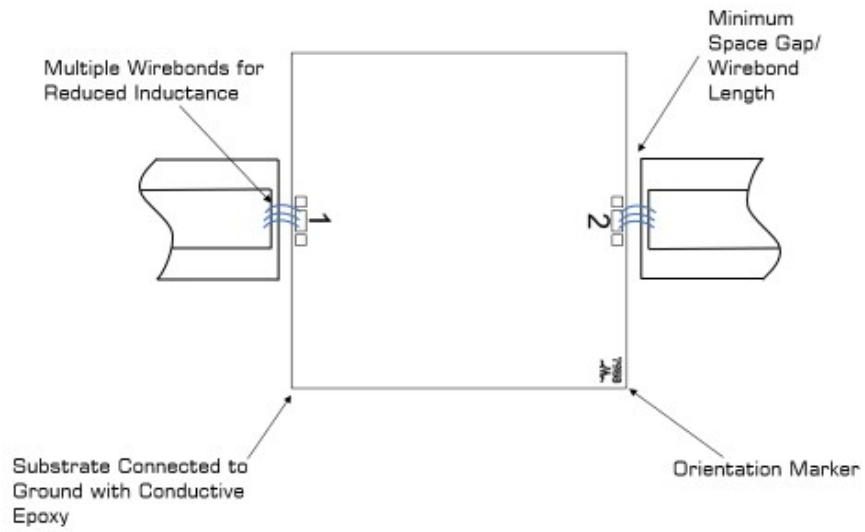 Minimum
Space Gap/
Wirebond
Length
Multiple Wirebonds for
Reduced Inductance
1
2
Substrate Connected to
Ground with Conductive
Epoxy
Orientation Marker